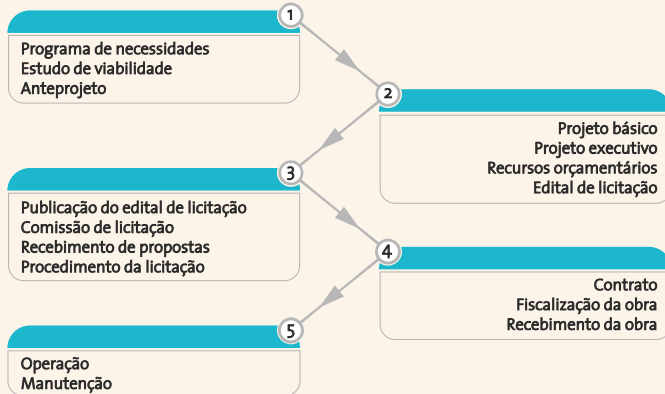 1
Programa de necessidades
Estudo de viabilidade
Anteprojeto
2
Projeto básico
Projeto executivo
Recursos orçamentários
Edital de licitação
3
Publicação do edital de licitação
Comissão de licitação
Recebimento de propostas
Procedimento da licitação
4
Contrato
Fiscalização da obra
Recebimento da obra
5
Operação
Manutenção